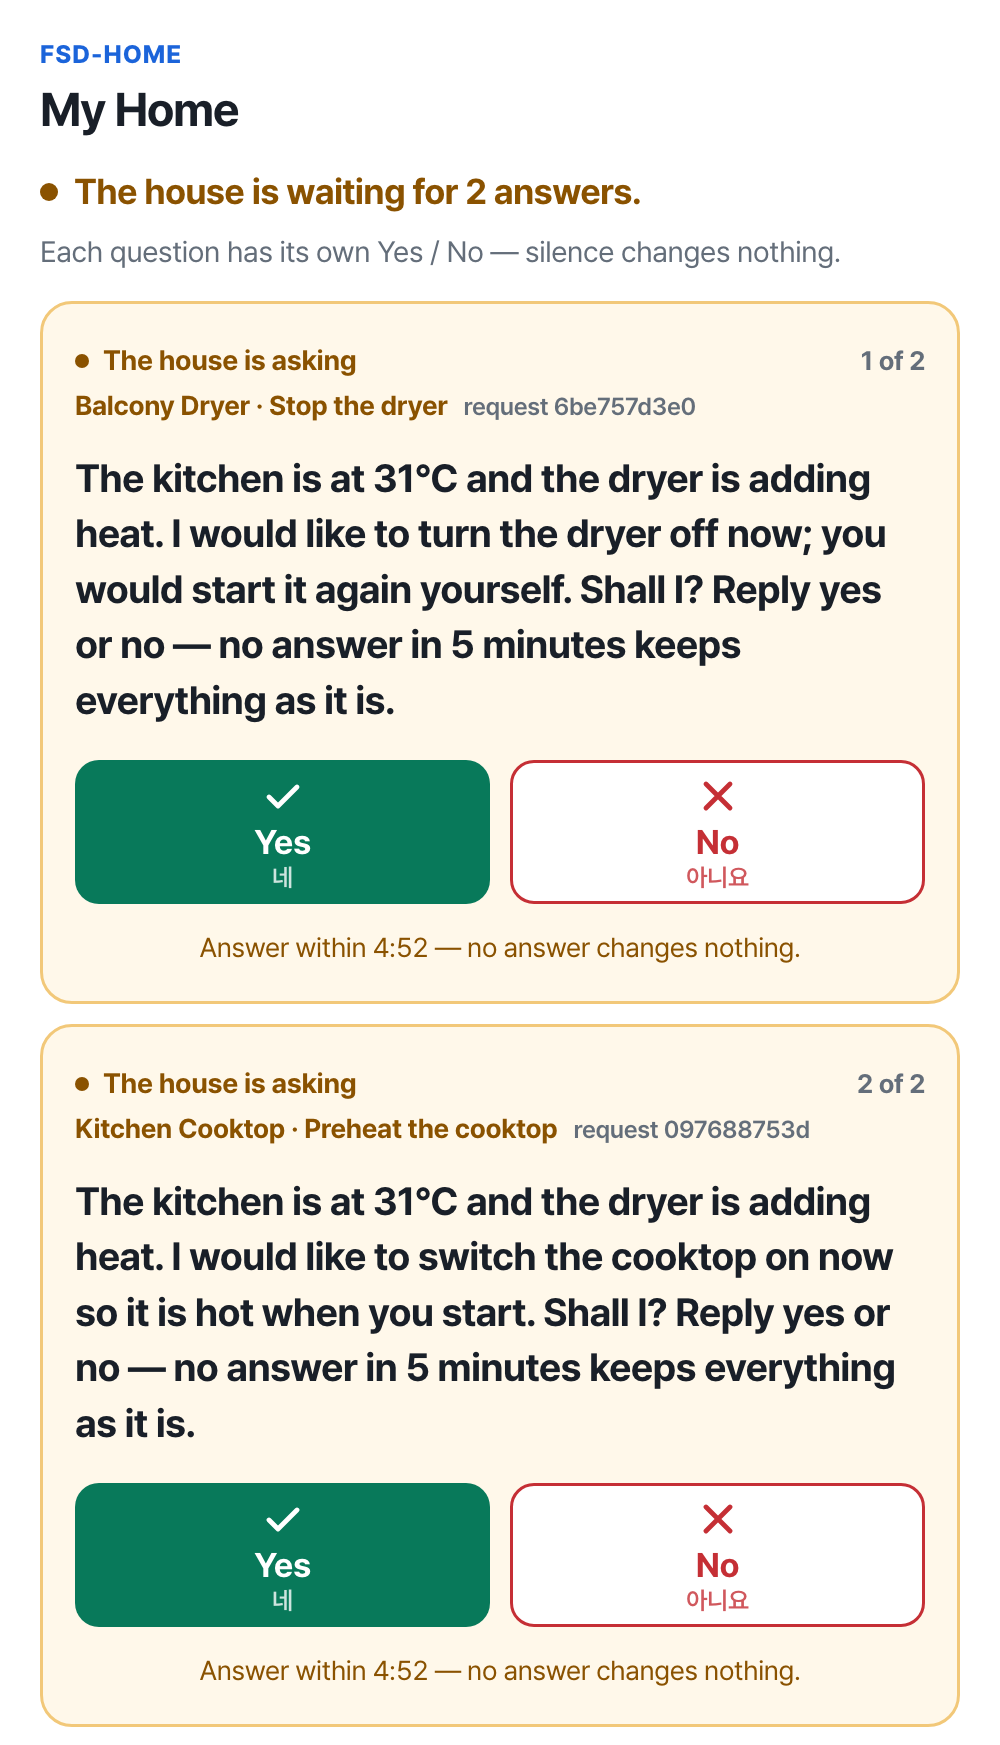 FSD-HOME
My Home
The house is waiting for 2 answers.
Each question has its own Yes / No — silence changes nothing.
The house is asking
1 of 2
Balcony Dryer · Stop the dryer request 6be757d3e0
The kitchen is at 31°C and the dryer is adding
heat. I would like to turn the dryer off now; you
would start it again yourself. Shall I? Reply yes
or no — no answer in 5 minutes keeps
everything as it is.
Yes
네
No
아니요
Answer within 4:52 — no answer changes nothing.
The house is asking
2 of 2
Kitchen Cooktop · Preheat the cooktop request 097688753d
The kitchen is at 31°C and the dryer is adding
heat. I would like to switch the cooktop on now
so it is hot when you start. Shall I? Reply yes or
no — no answer in 5 minutes keeps everything
as it is.
Yes
네
No
아니요
Answer within 4:52 — no answer changes nothing.